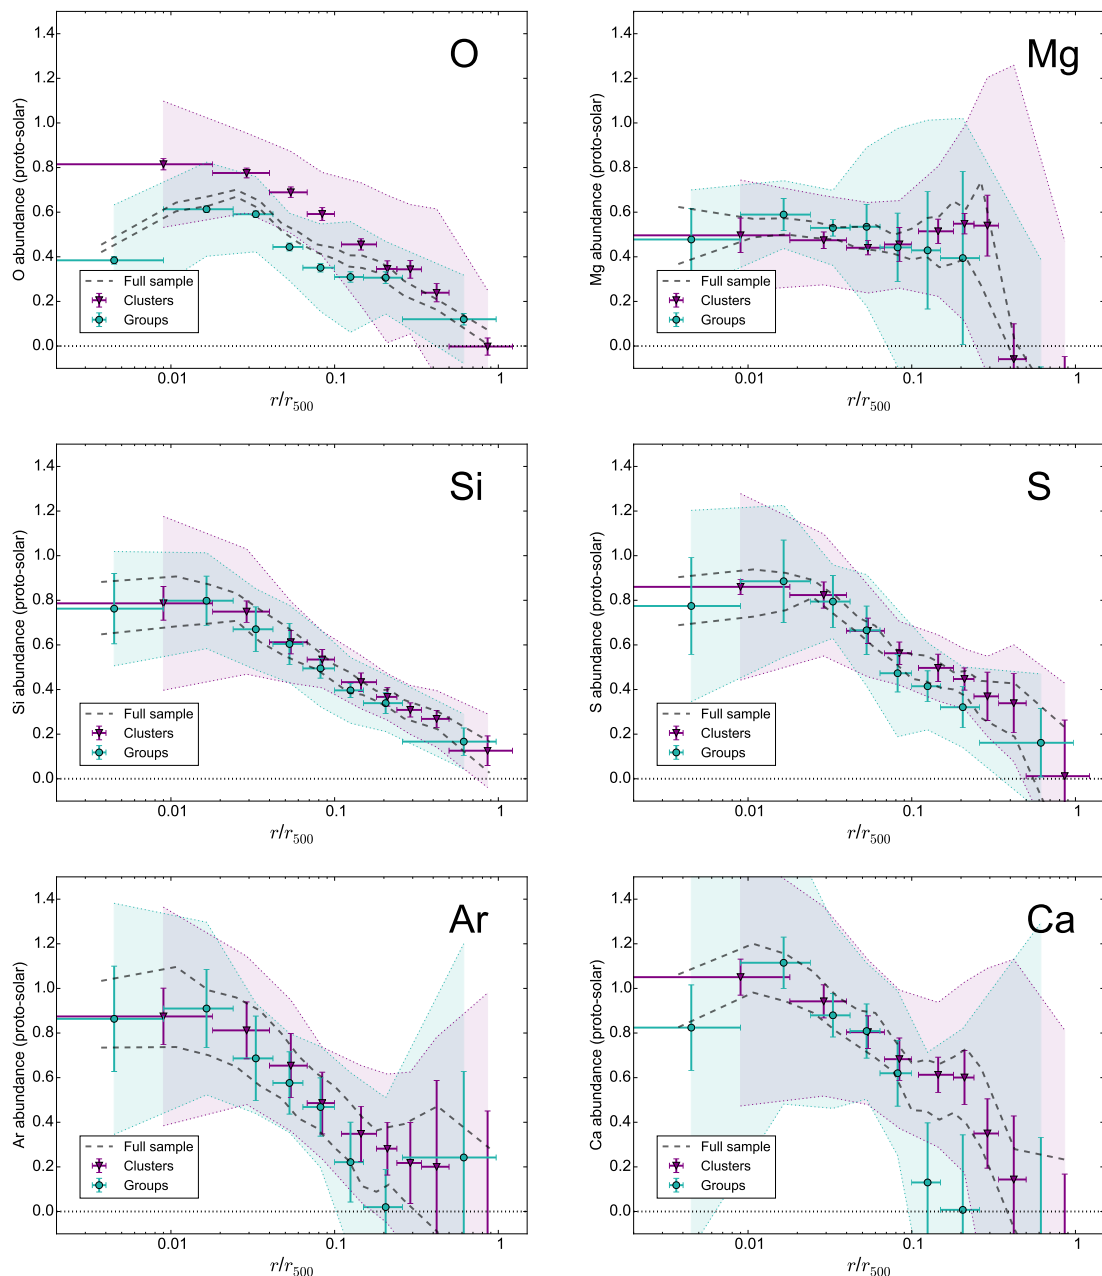 O
1.4
1.2
1.0
0.8
0.6
0.4
0.2
0.0
O abundance (proto-solar)
Full sample
Clusters
Groups
0.01
0.1
1
r/r500
Mg
1.4
1.2
1.0
0.8
0.6
0.4
0.2
0.0
Mg abundance (proto-solar)
Full sample
Clusters
Groups
0.01
0.1
1
r/r500
Si
1.4
1.2
1.0
0.8
0.6
0.4
0.2
0.0
Si abundance (proto-solar)
Full sample
Clusters
Groups
0.01
0.1
1
r/r500
S
1.4
1.2
1.0
0.8
0.6
0.4
0.2
0.0
S abundance (proto-solar)
Full sample
Clusters
Groups
0.01
0.1
1
r/r500
Ar
1.4
1.2
1.0
0.8
0.6
0.4
0.2
0.0
Ar abundance (proto-solar)
Full sample
Clusters
Groups
0.01
0.1
1
r/r500
Ca
1.4
1.2
1.0
0.8
0.6
0.4
0.2
0.0
Ca abundance (proto-solar)
Full sample
Clusters
Groups
0.01
0.1
1
r/r500